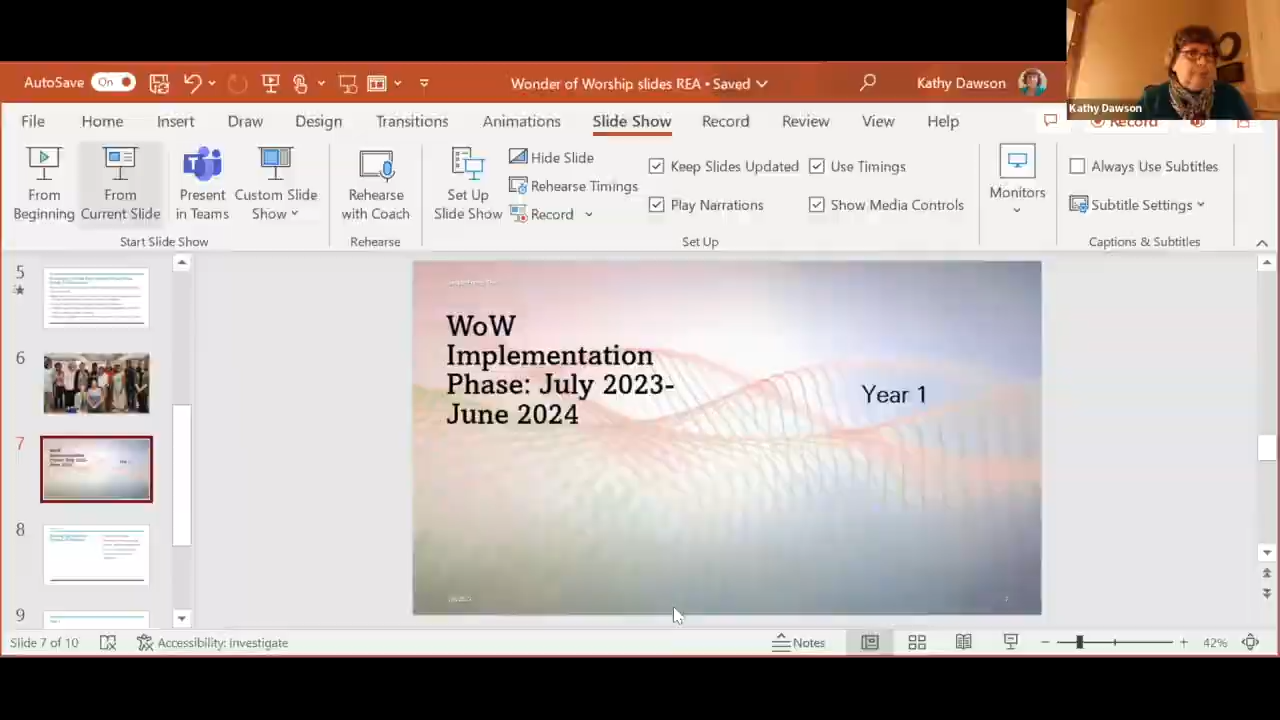 AutoSave On
Wonder of Worship slides REA • Saved
Kathy Dawson
Kathy Dawson
File Home Insert Draw Design Transitions Animations Slide Show Record Review View Help
Record
From Beginning
From Current Slide
Present in Teams
Custom Slide Show
Start Slide Show
Rehearse with Coach
Rehearse
Set Up Slide Show
Hide Slide
Rehearse Timings
Record
Keep Slides Updated
Play Narrations
Use Timings
Show Media Controls
Set Up
Monitors
Always Use Subtitles
Subtitle Settings
Captions & Subtitles
5
6
7
8
9
WoW
Implementation
Phase: July 2023-
June 2024
Year 1
Slide 7 of 10
Accessibility: Investigate
Notes
42%